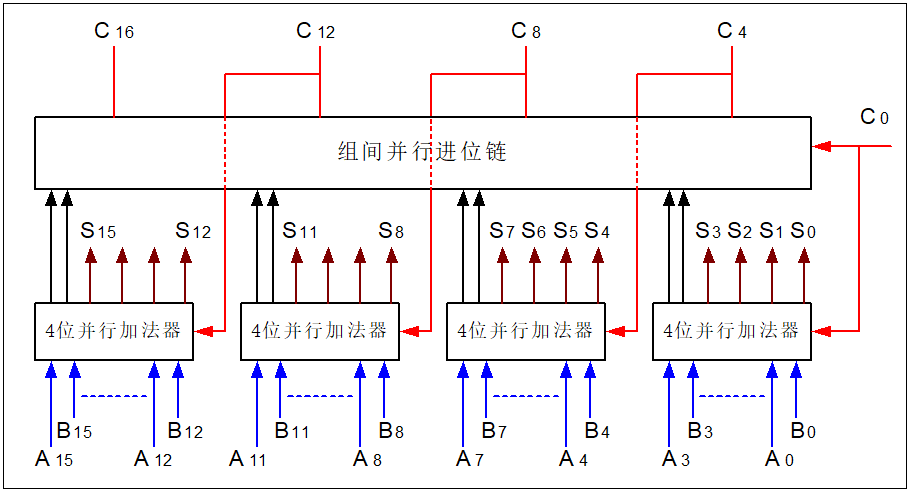 C 16 C 12 C 8 C 4
C 0
组间并行进位链
S15 S12 S11 S8 S7 S6 S5 S4 S3 S2 S1 S0
4位并行加法器 4位并行加法器 4位并行加法器 4位并行加法器
B15 B12 B11 B8 B7 B4 B3 B0
A 15 A 12 A 11 A 8 A 7 A 4 A 3 A 0